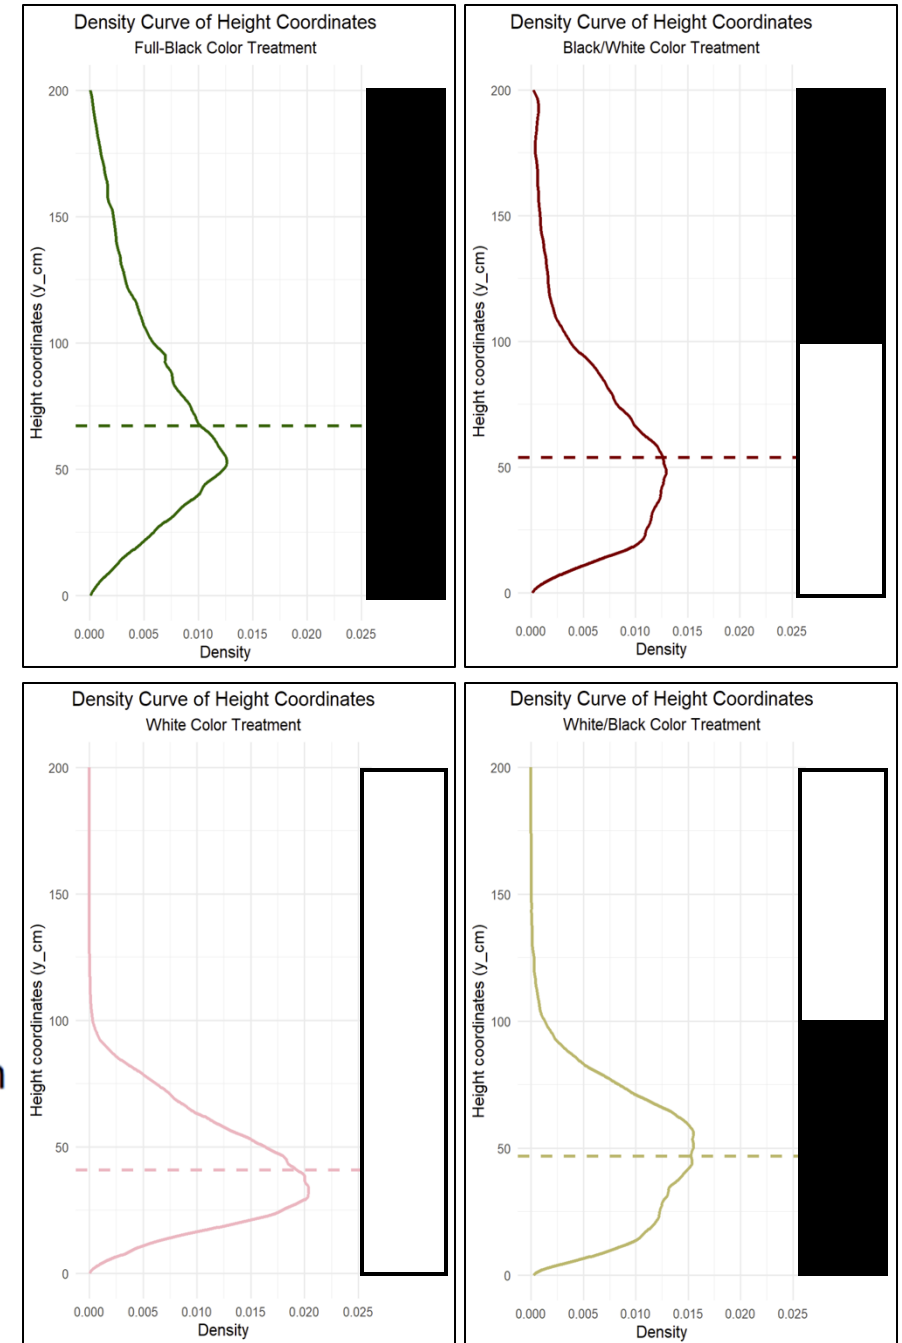 Density Curve of Height Coordinates
Full-Black Color Treatment
200
150
100
50
0
Height coordinates (y_cm)
0.000 0.005 0.010 0.015 0.020 0.025
Density
Density Curve of Height Coordinates
Black/White Color Treatment
200
150
100
50
0
Height coordinates (y_cm)
0.000 0.005 0.010 0.015 0.020 0.025
Density
Density Curve of Height Coordinates
White Color Treatment
200
150
100
50
0
Height coordinates (y_cm)
0.000 0.005 0.010 0.015 0.020 0.025
Density
Density Curve of Height Coordinates
White/Black Color Treatment
200
150
100
50
0
Height coordinates (y_cm)
0.000 0.005 0.010 0.015 0.020 0.025
Density